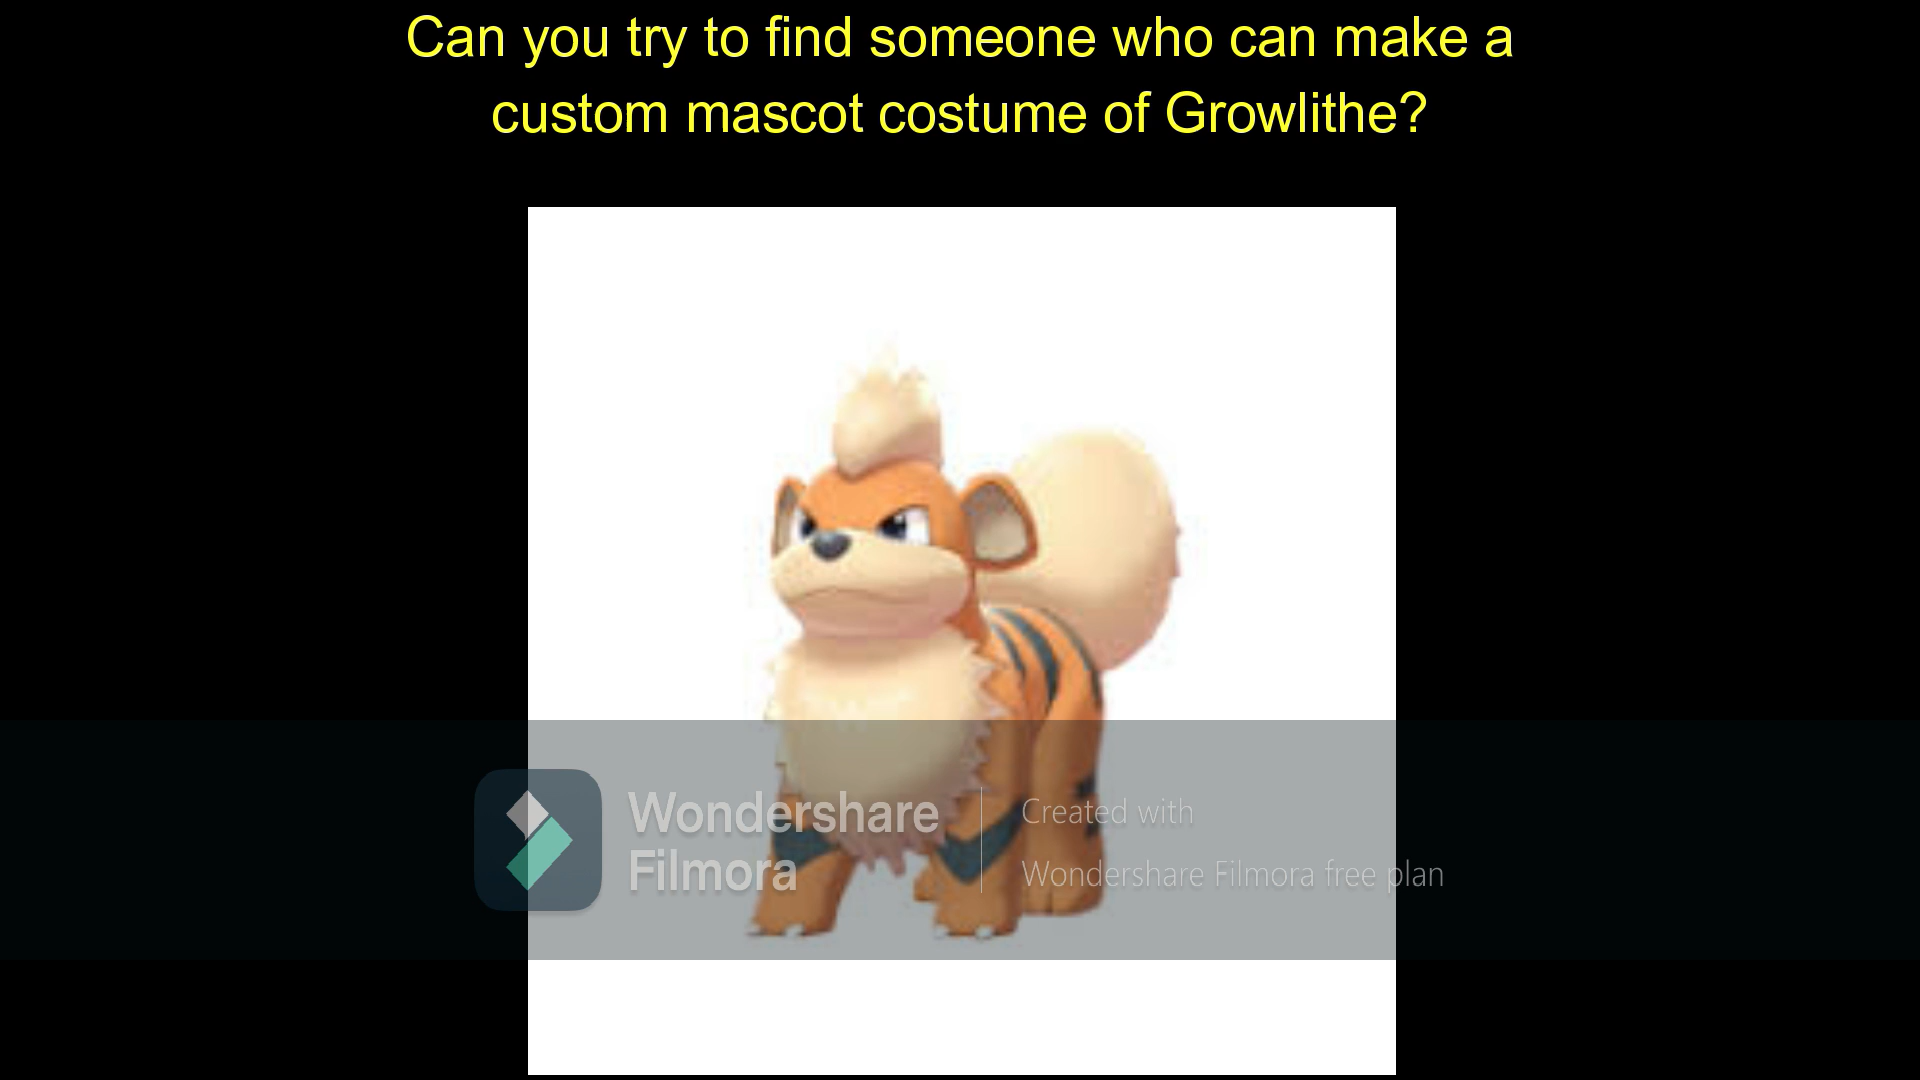 Can you try to find someone who can make a
custom mascot costume of Growlithe?
Wondershare
Filmora
Created with
Wondershare Filmora free plan